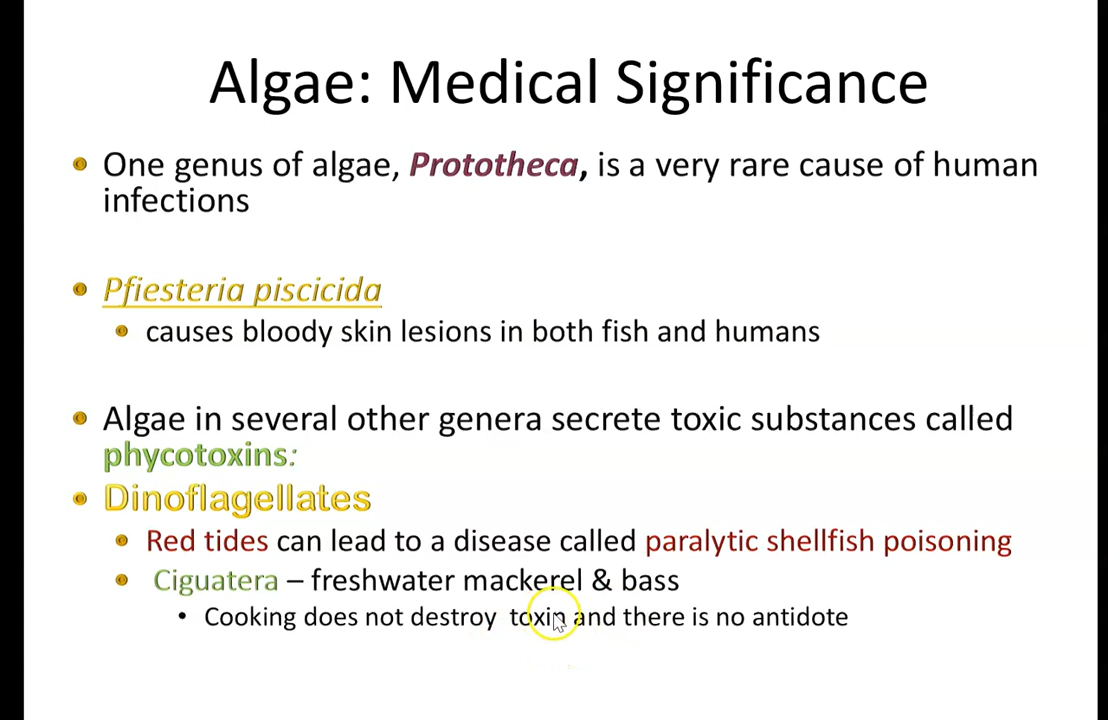 Algae: Medical Significance
One genus of algae, Prototheca, is a very rare cause of human
infections
Pfiesteria piscicida
causes bloody skin lesions in both fish and humans
Algae in several other genera secrete toxic substances called
phycotoxins:
Dinoflagellates
Red tides can lead to a disease called paralytic shellfish poisoning
Ciguatera – freshwater mackerel & bass
Cooking does not destroy toxin and there is no antidote